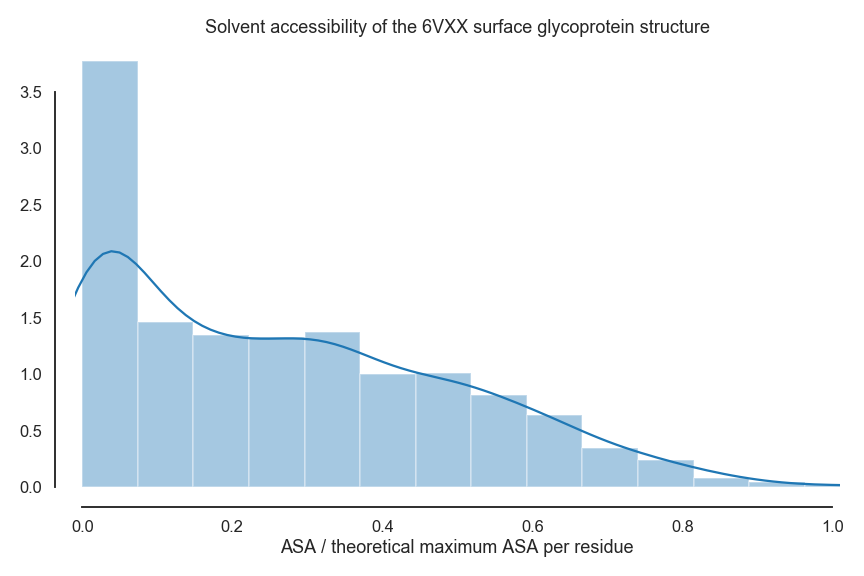 Solvent accessibility of the 6VXX surface glycoprotein structure
3.5
3.0
2.5
2.0
1.5
1.0
0.5
0.0
0.0 0.2 0.4 0.6 0.8 1.0
ASA / theoretical maximum ASA per residue